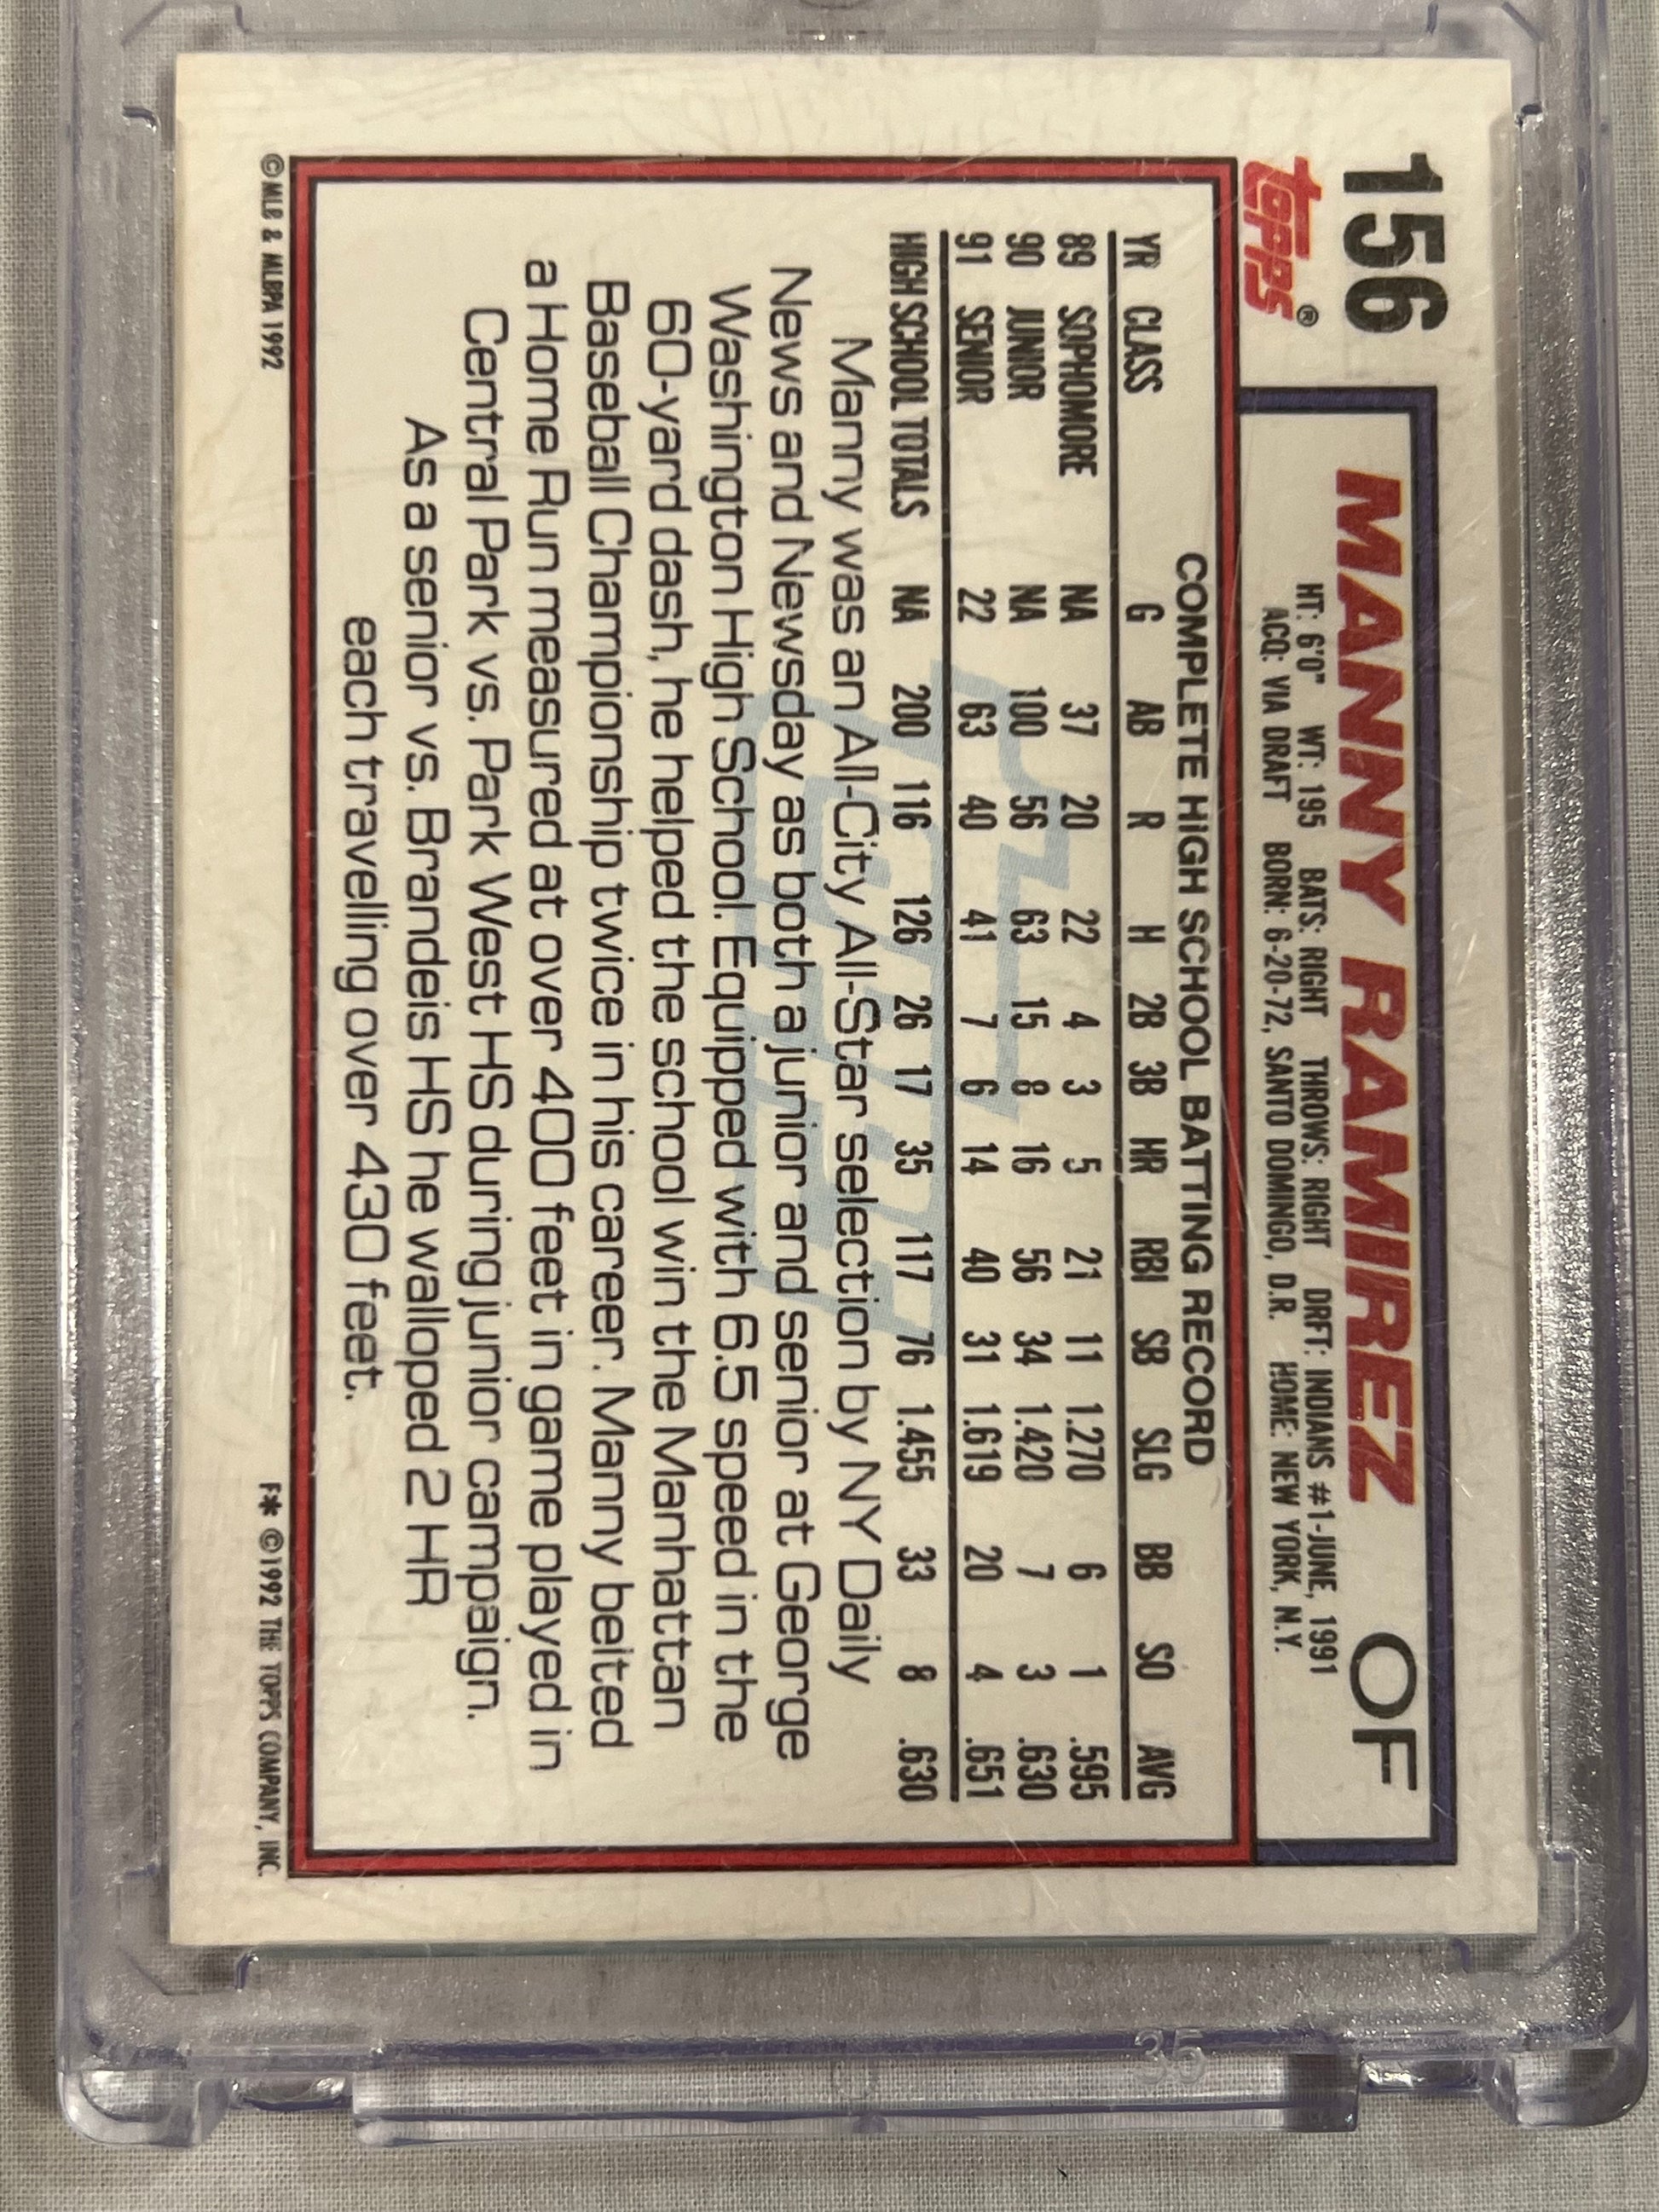 156
Topps®
MANNY RAMIREZ OF
HT: 6'0" WT: 195 BATS: RIGHT THROWS: RIGHT DRFT: INDIANS #1-JUNE, 1991
ACQ: VIA DRAFT BORN: 6-20-72, SANTO DOMINGO, D.R. HOME: NEW YORK, N.Y.
COMPLETE HIGH SCHOOL BATTING RECORD
YR CLASS G AB R H 2B 3B HR RBI SB SLG BB SO AVG
89 SOPHOMORE NA 37 20 22 4 3 5 21 11 1.270 6 1 .595
90 JUNIOR NA 100 56 63 15 8 16 56 34 1.420 7 3 .630
91 SENIOR 22 63 40 41 7 6 14 40 31 1.619 20 4 .651
HIGH SCHOOL TOTALS NA 200 116 126 26 17 35 117 76 1.455 33 8 .630
Manny was an All-City All-Star selection by NY Daily
News and Newsday as both a junior and senior at George
Washington High School. Equipped with 6.5 speed in the
60-yard dash, he helped the school win the Manhattan
Baseball Championship twice in his career. Manny belted
a Home Run measured at over 400 feet in game played in
Central Park vs. Park West HS during junior campaign.
As a senior vs. Brandeis HS he walloped 2 HR
each travelling over 430 feet.
©MLB & MLBPA 1992
F* ©1992 THE TOPPS COMPANY, INC.
35